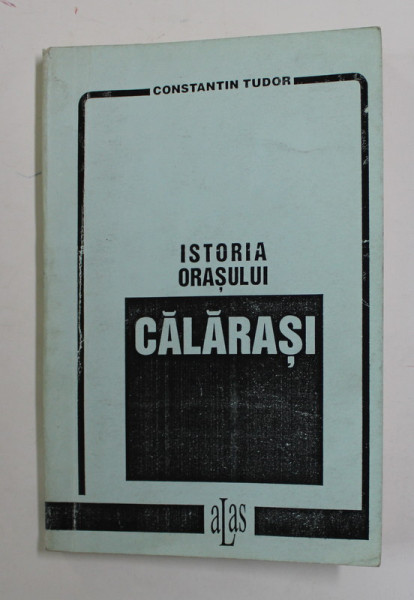 CONSTANTIN TUDOR
ISTORIA
ORAȘULUI
CĂLĂRAȘI
aLas